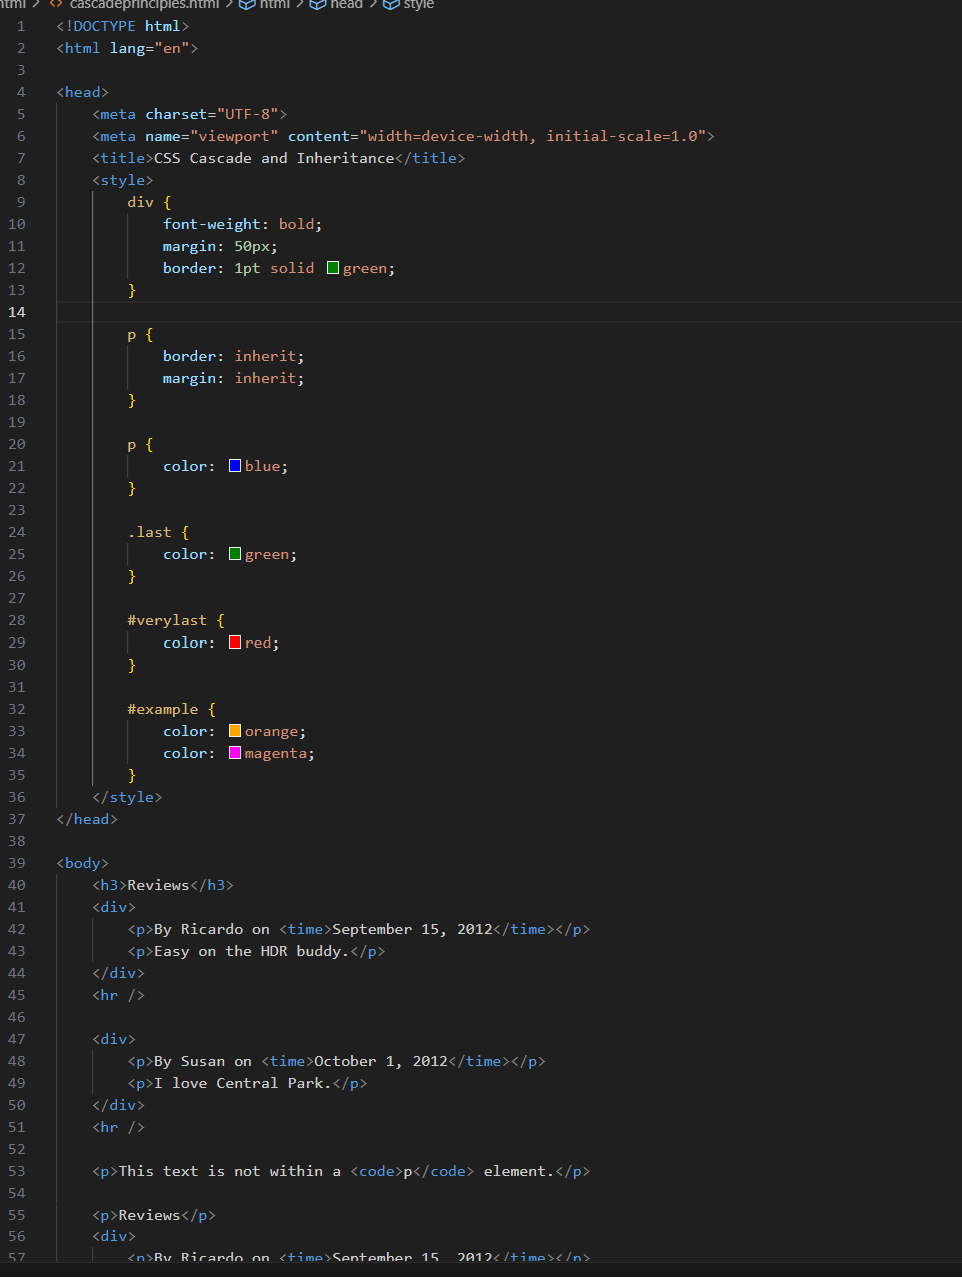 html > <> cascadeprinciples.html > html > head > style
1 <!DOCTYPE html>
2 <html lang="en">
3
4 <head>
5     <meta charset="UTF-8">
6     <meta name="viewport" content="width=device-width, initial-scale=1.0">
7     <title>CSS Cascade and Inheritance</title>
8     <style>
9         div {
10             font-weight: bold;
11             margin: 50px;
12             border: 1pt solid green;
13         }
14
15         p {
16             border: inherit;
17             margin: inherit;
18         }
19
20         p {
21             color: blue;
22         }
23
24         .last {
25             color: green;
26         }
27
28         #verylast {
29             color: red;
30         }
31
32         #example {
33             color: orange;
34             color: magenta;
35         }
36     </style>
37 </head>
38
39 <body>
40     <h3>Reviews</h3>
41     <div>
42         <p>By Ricardo on <time>September 15, 2012</time></p>
43         <p>Easy on the HDR buddy.</p>
44     </div>
45     <hr />
46
47     <div>
48         <p>By Susan on <time>October 1, 2012</time></p>
49         <p>I love Central Park.</p>
50     </div>
51     <hr />
52
53     <p>This text is not within a <code>p</code> element.</p>
54
55     <p>Reviews</p>
56     <div>
57         <p>By Ricardo on <time>September 15, 2012</time></p>